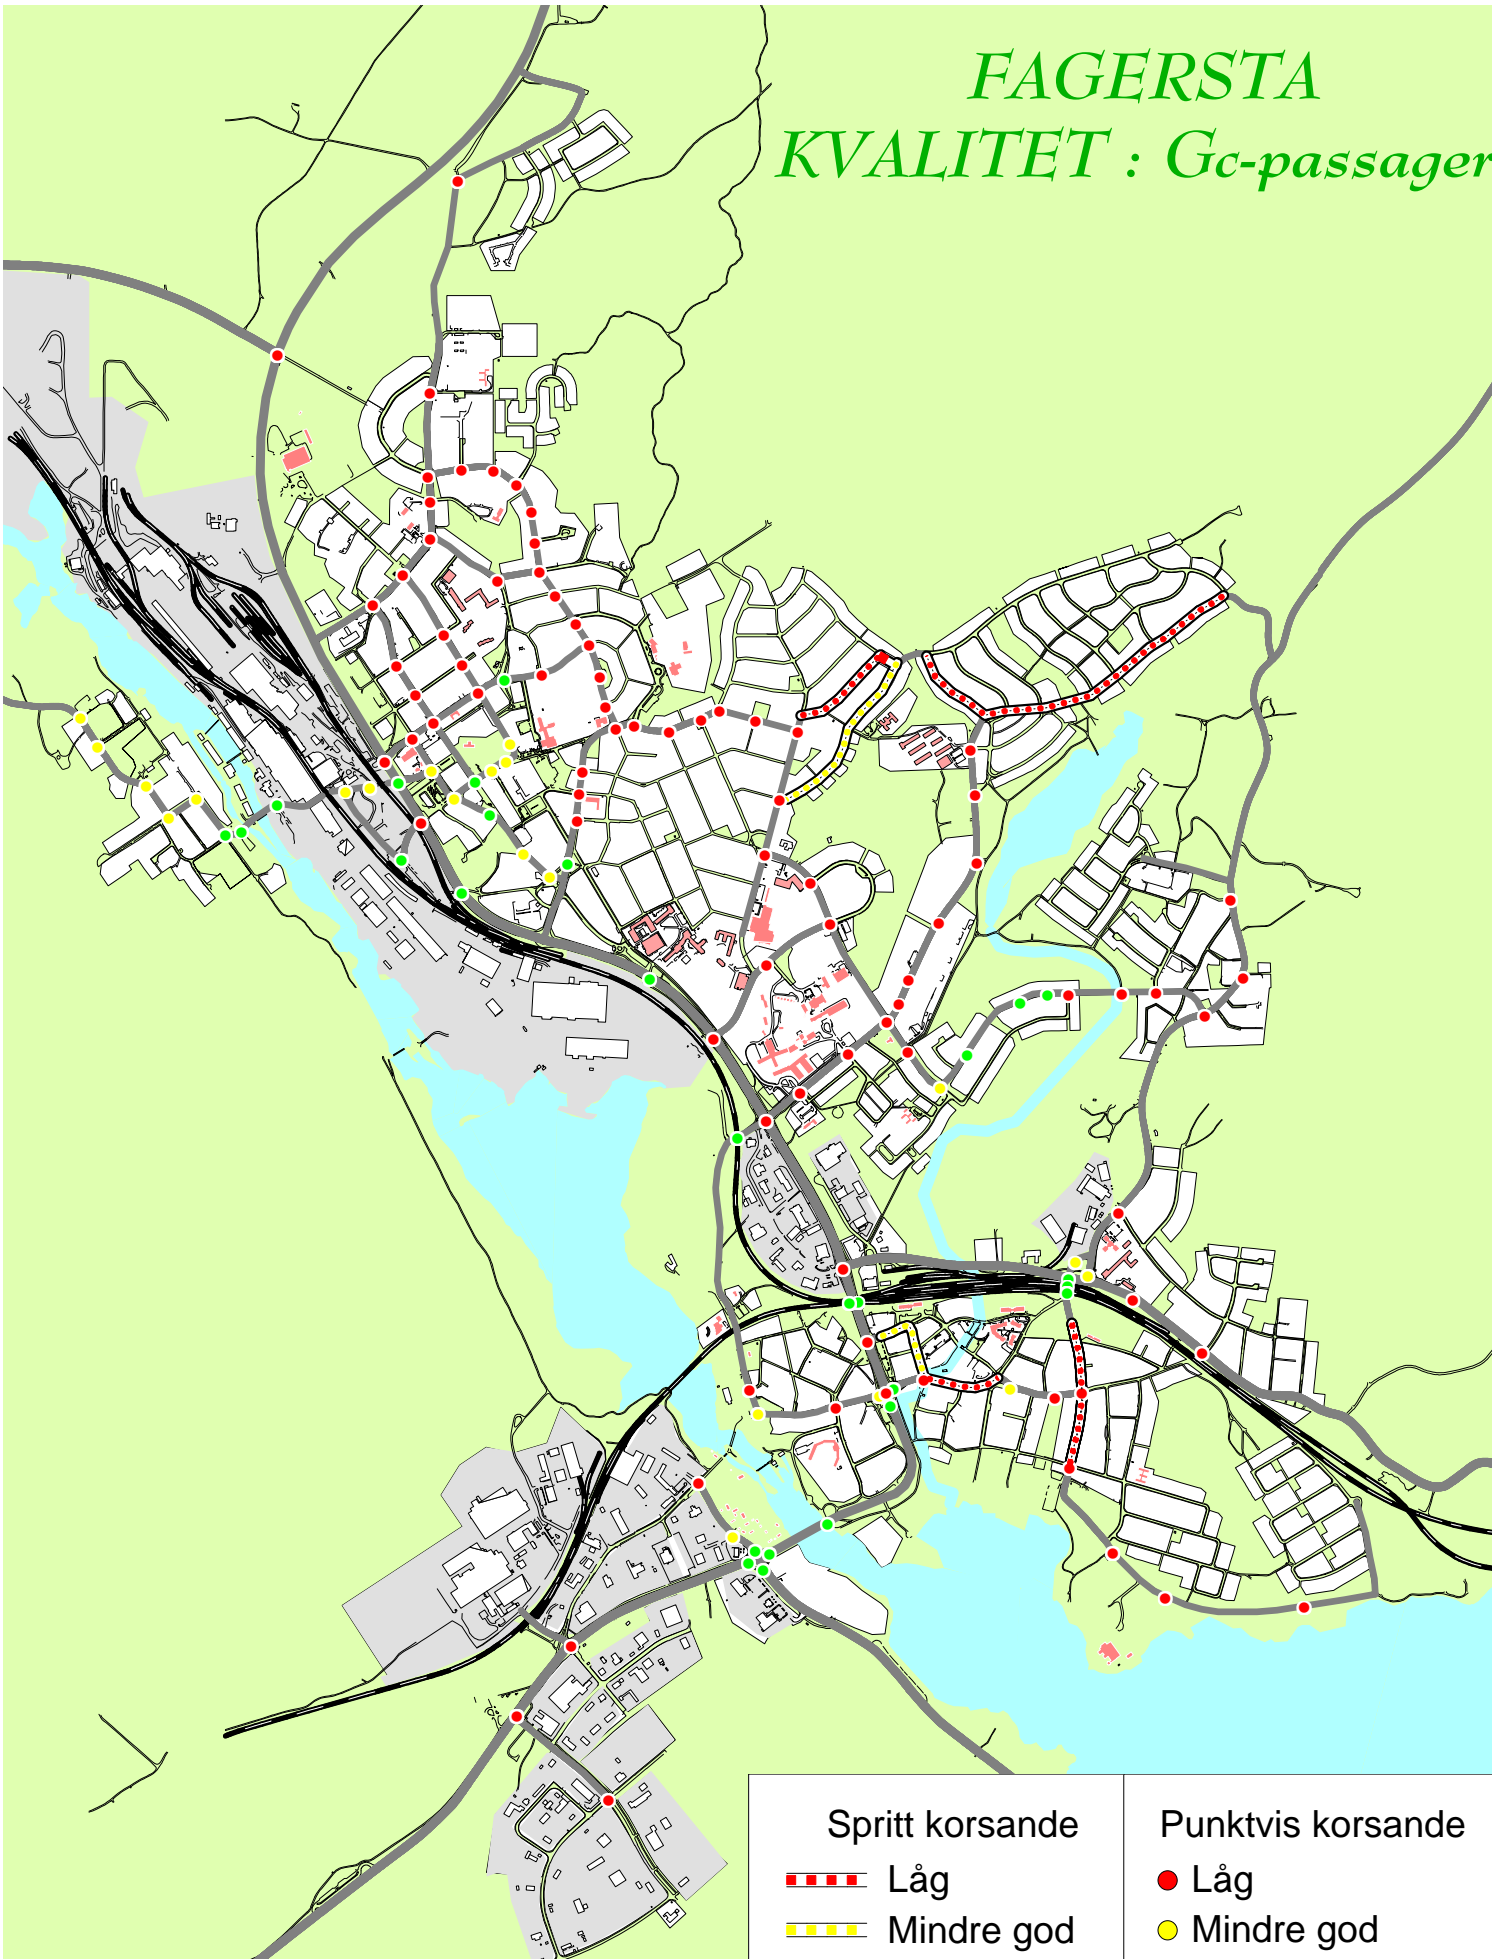 FAGERSTA
KVALITET : Gc-passager
Spritt korsande
Låg
Mindre god
Punktvis korsande
Låg
Mindre god